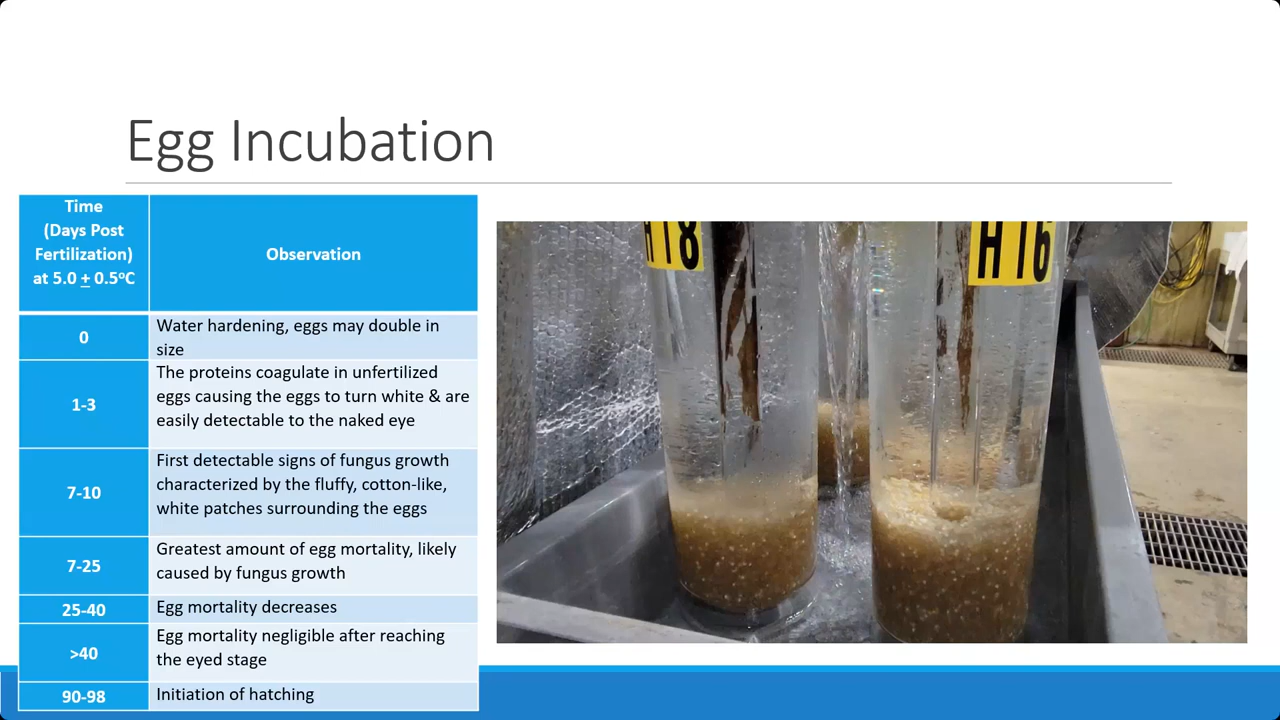 Egg Incubation
Time
(Days Post
Fertilization)
at 5.0 ± 0.5°C
Observation
0
Water hardening, eggs may double in
size
1-3
The proteins coagulate in unfertilized
eggs causing the eggs to turn white & are
easily detectable to the naked eye
7-10
First detectable signs of fungus growth
characterized by the fluffy, cotton-like,
white patches surrounding the eggs
7-25
Greatest amount of egg mortality, likely
caused by fungus growth
25-40
Egg mortality decreases
>40
Egg mortality negligible after reaching
the eyed stage
90-98
Initiation of hatching
H18
H16